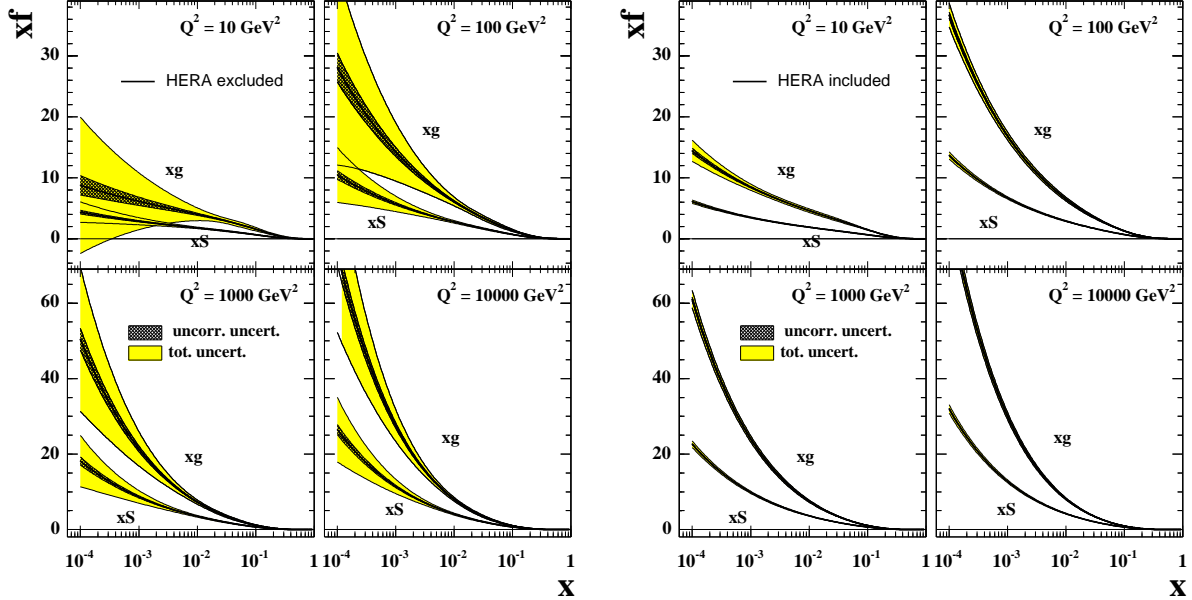 xf
Q² = 10 GeV²
HERA excluded
30
20
10
0
xg
xS
Q² = 100 GeV²
xg
xS
Q² = 1000 GeV²
uncorr. uncert.
tot. uncert.
60
40
20
0
xg
xS
Q² = 10000 GeV²
xg
xS
10⁻⁴ 10⁻³ 10⁻² 10⁻¹ 1 10⁻⁴ 10⁻³ 10⁻² 10⁻¹ 1
x
xf
Q² = 10 GeV²
HERA included
30
20
10
0
xg
xS
Q² = 100 GeV²
xg
xS
Q² = 1000 GeV²
uncorr. uncert.
tot. uncert.
60
40
20
0
xg
xS
Q² = 10000 GeV²
xg
xS
10⁻⁴ 10⁻³ 10⁻² 10⁻¹ 1 10⁻⁴ 10⁻³ 10⁻² 10⁻¹ 1
x